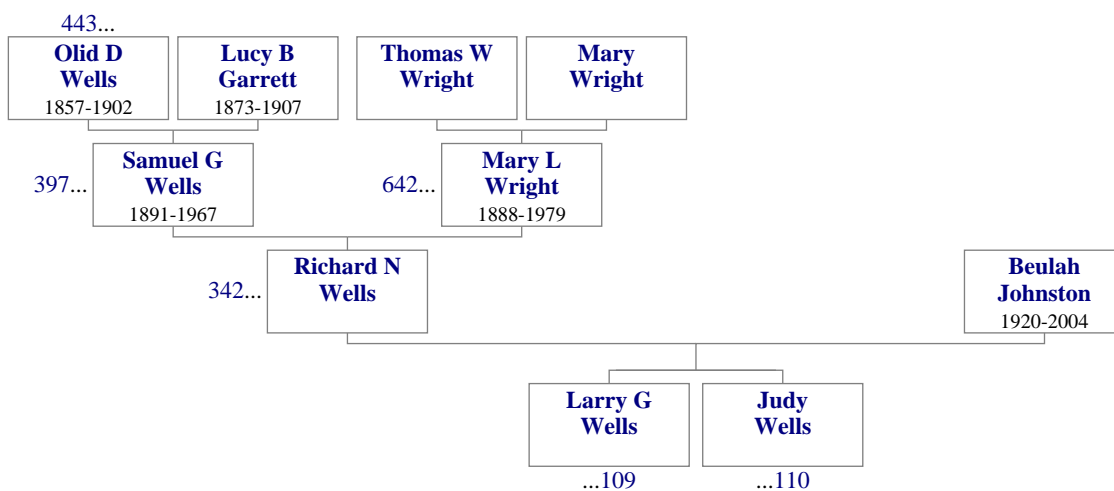 443...
Olid D
Wells
1857-1902
Lucy B
Garrett
1873-1907
Thomas W
Wright
Mary
Wright
397...
Samuel G
Wells
1891-1967
642...
Mary L
Wright
1888-1979
342...
Richard N
Wells
Beulah
Johnston
1920-2004
Larry G
Wells
...109
Judy
Wells
...110